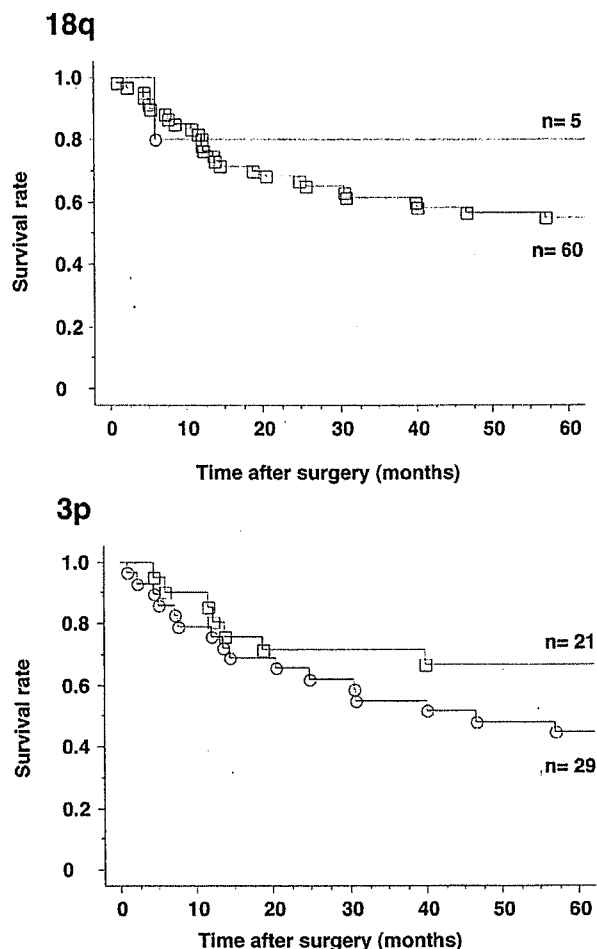 18q
1.0
0.8
0.6
0.4
0.2
0
Survival rate
n= 5
n= 60
0 10 20 30 40 50 60
Time after surgery (months)
3p
1.0
0.8
0.6
0.4
0.2
0
Survival rate
n= 21
n= 29
0 10 20 30 40 50 60
Time after surgery (months)